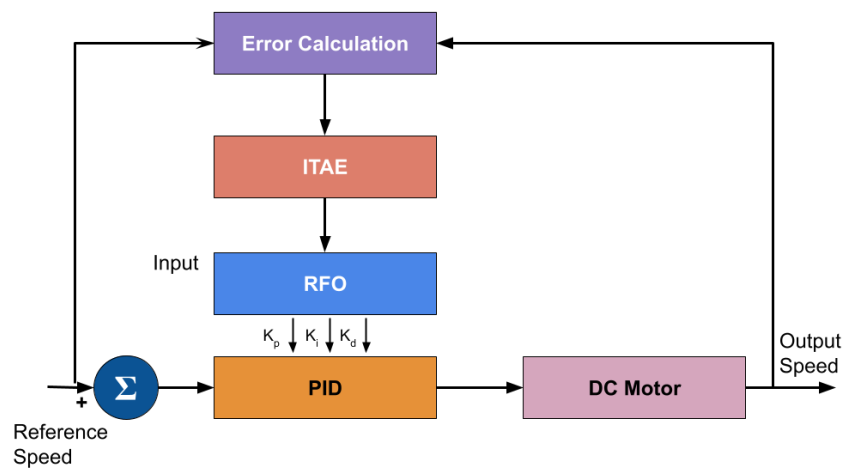 Error Calculation
ITAE
Input
RFO
Kp
Ki
Kd
Output
Speed
Σ
PID
DC Motor
+
Reference
Speed